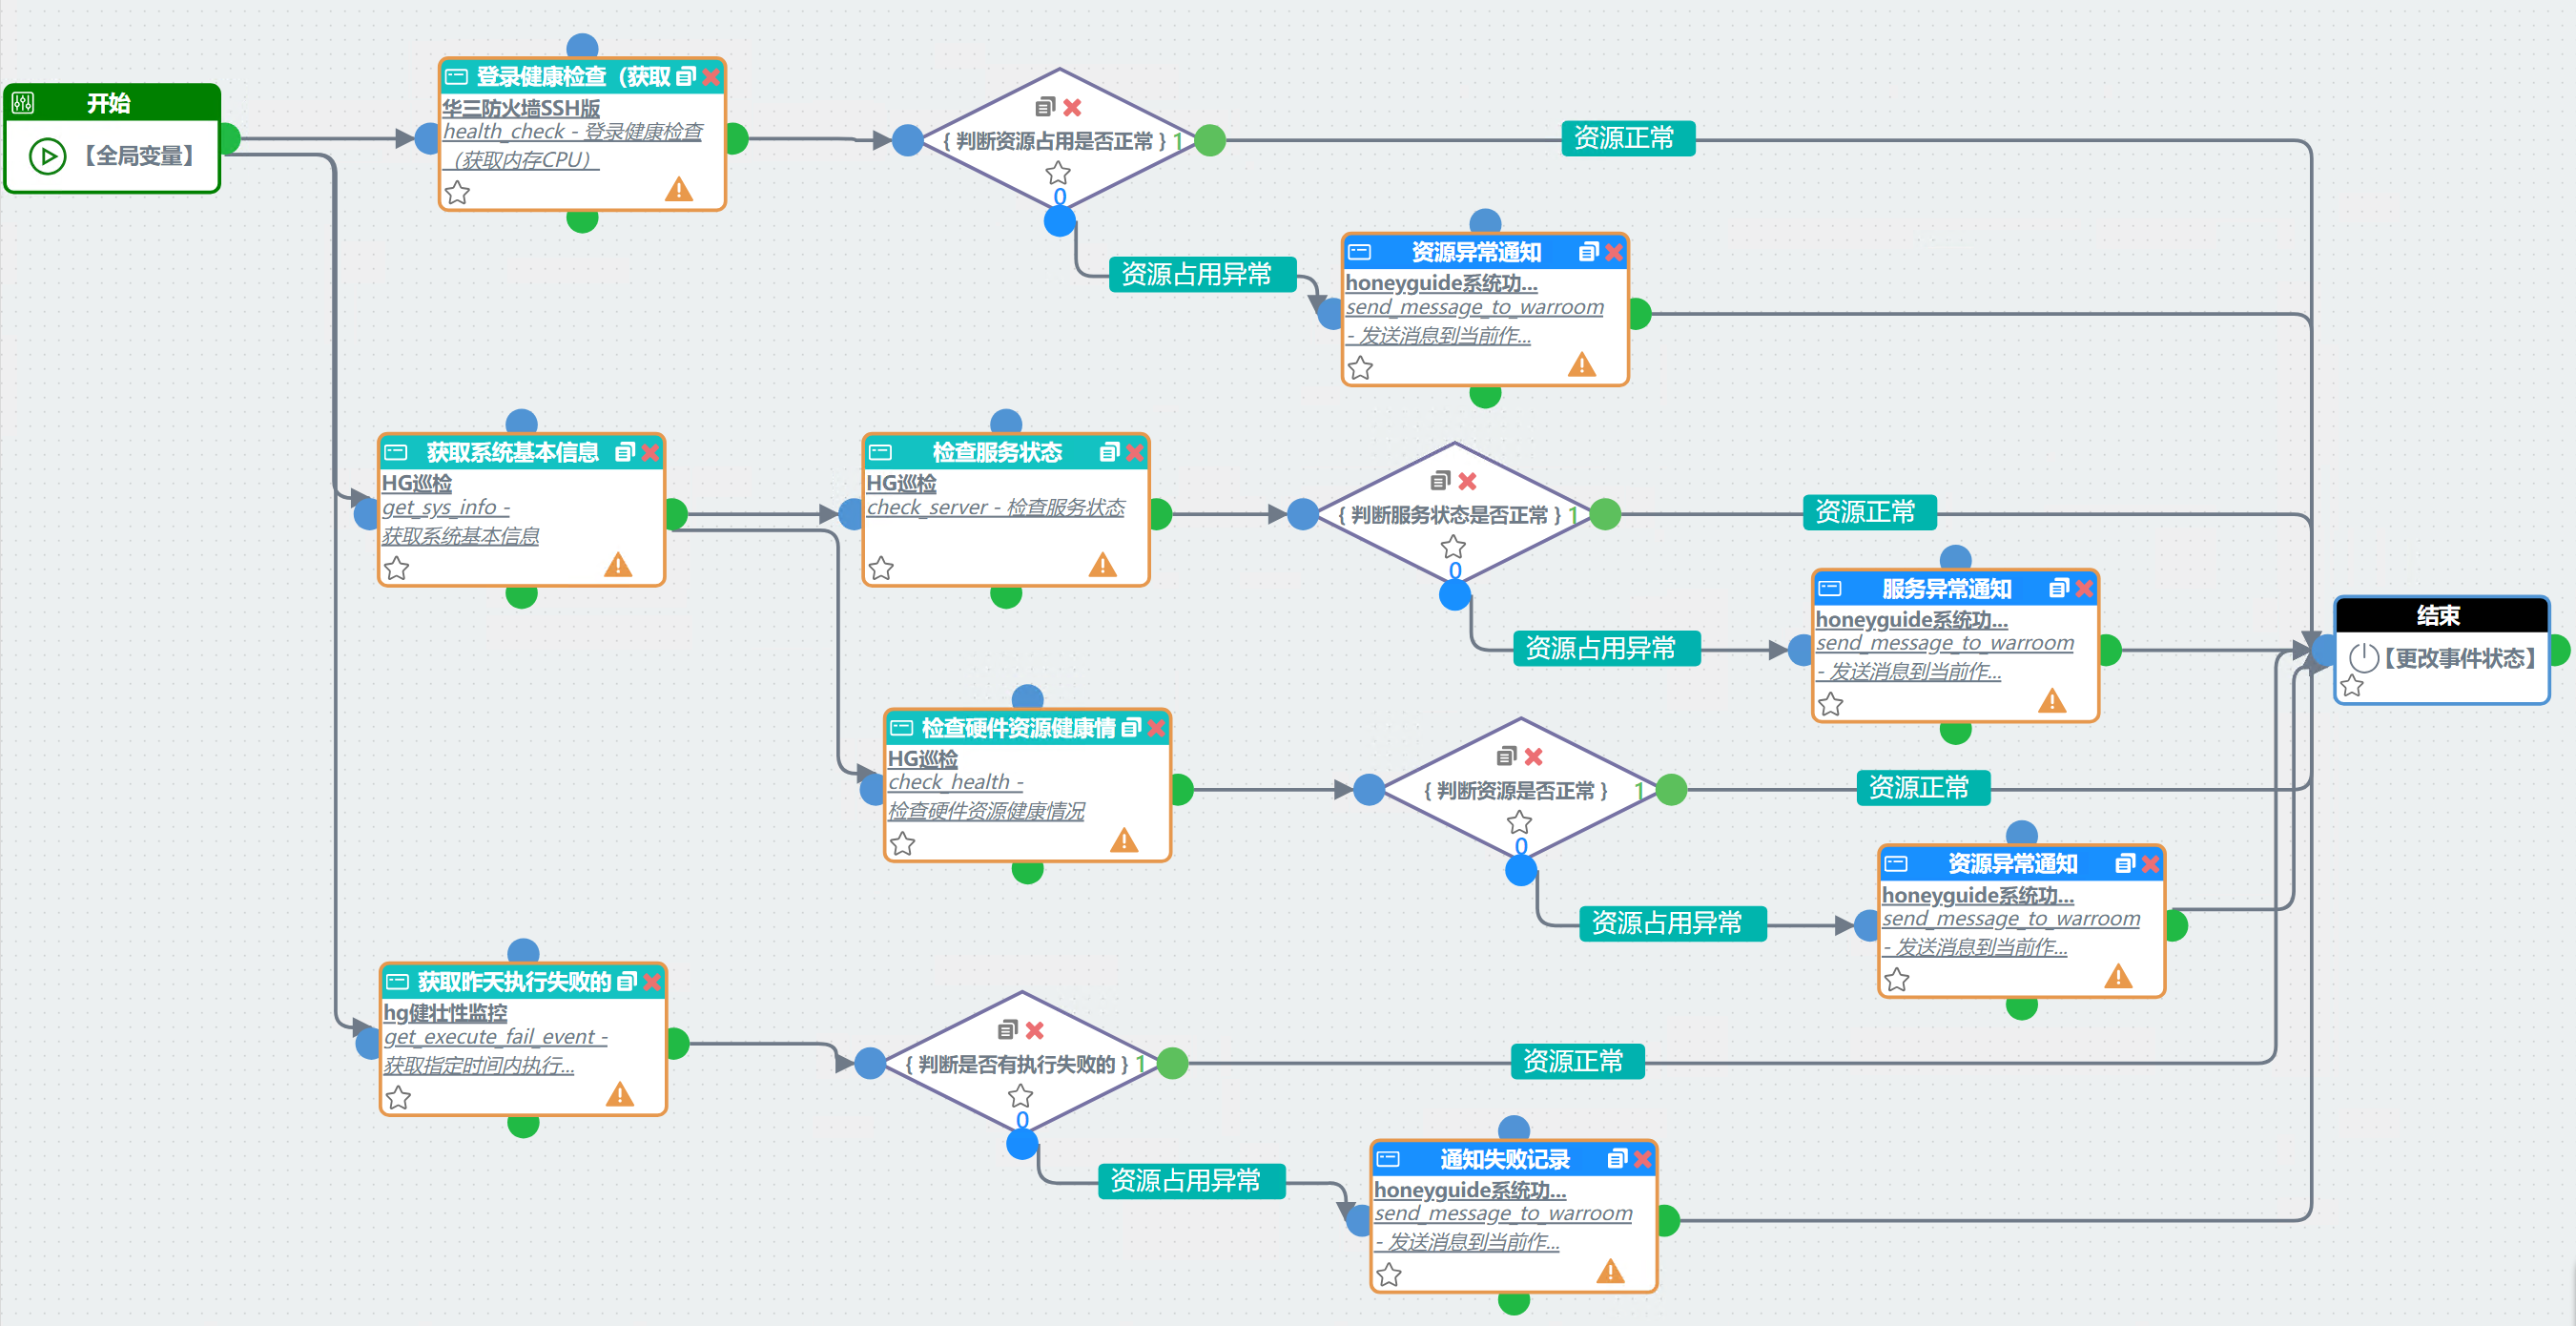 开始
【全局变量】
登录健康检查（获取
华三防火墙SSH版
health_check - 登录健康检查
（获取内存CPU）
{ 判断资源占用是否正常 } 1
0
资源正常
资源占用异常
资源异常通知
honeyguide系统功...
send_message_to_warroom
- 发送消息到当前作...
获取系统基本信息
HG巡检
get_sys_info -
获取系统基本信息
检查服务状态
HG巡检
check_server - 检查服务状态
{ 判断服务状态是否正常 } 1
0
资源正常
资源占用异常
服务异常通知
honeyguide系统功...
send_message_to_warroom
- 发送消息到当前作...
结束
【更改事件状态】
检查硬件资源健康情
HG巡检
check_health -
检查硬件资源健康情况
{ 判断资源是否正常 } 1
0
资源正常
资源占用异常
资源异常通知
honeyguide系统功...
send_message_to_warroom
- 发送消息到当前作...
获取昨天执行失败的
hg健壮性监控
get_execute_fail_event -
获取指定时间内执行...
{ 判断是否有执行失败的 } 1
0
资源正常
资源占用异常
通知失败记录
honeyguide系统功...
send_message_to_warroom
- 发送消息到当前作...